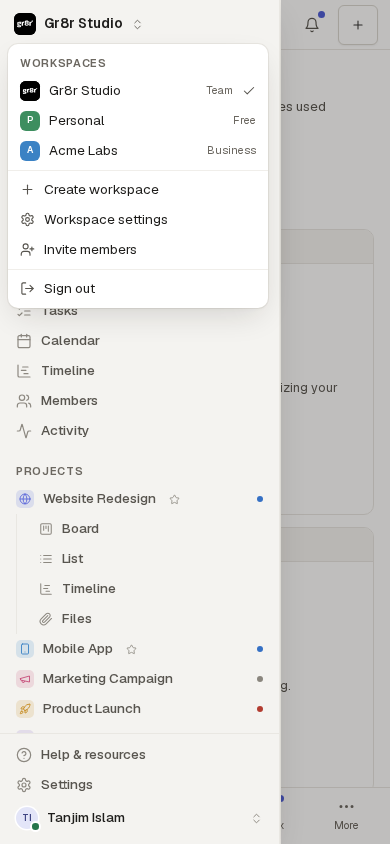 gr8r Gr8r Studio
es used
WORKSPACES
gr8r Gr8r Studio Team
P Personal Free
A Acme Labs Business
Create workspace
Workspace settings
Invite members
Sign out
Tasks
Calendar
Timeline
izing your
Members
Activity
PROJECTS
Website Redesign
Board
List
Timeline
Files
Mobile App
Marketing Campaign
g.
Product Launch
Help & resources
Settings
TI Tanjim Islam
x More